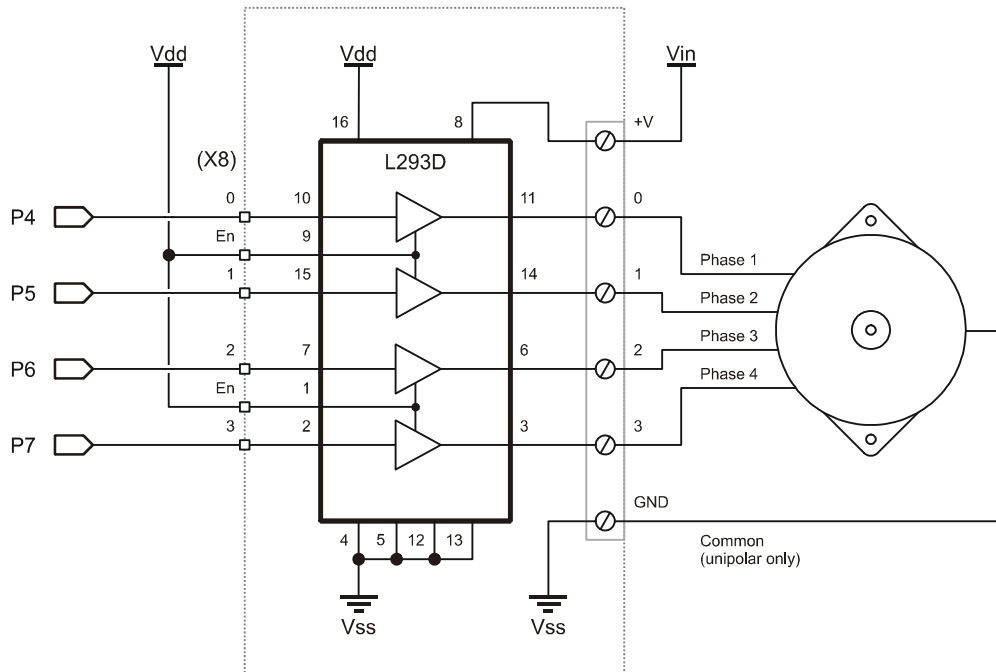 Vdd
Vdd
Vin
16
8
+V
(X8)
L293D
P4
0
10
11
0
En
9
Phase 1
P5
1
15
14
1
Phase 2
Phase 3
P6
2
7
6
2
Phase 4
En
1
P7
3
2
3
3
GND
4
5
12
13
Common
(unipolar only)
Vss
Vss